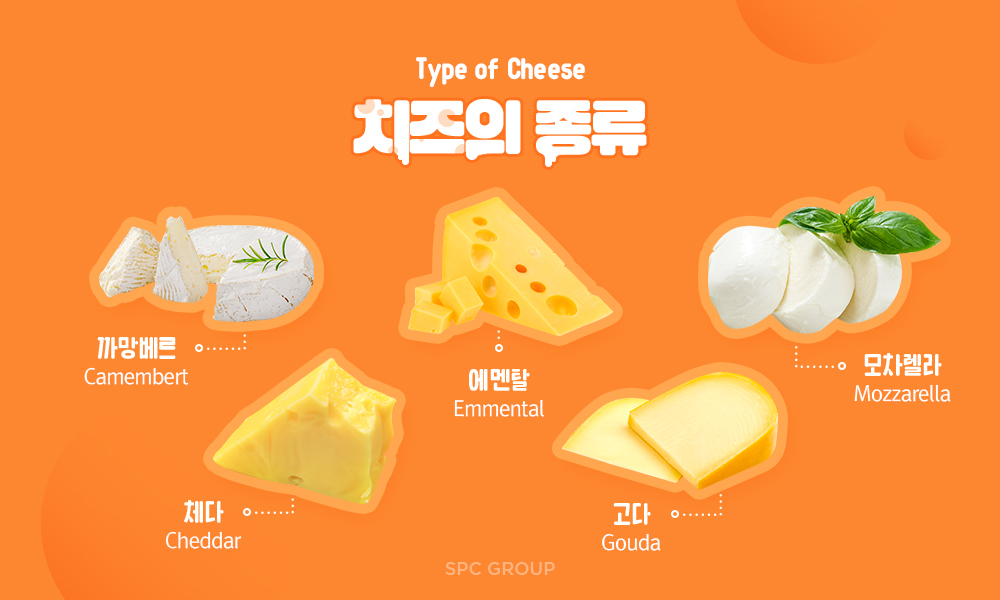 Type of Cheese
치즈의 종류
까망베르
Camembert
에멘탈
Emmental
모차렐라
Mozzarella
체다
Cheddar
고다
Gouda
SPC GROUP